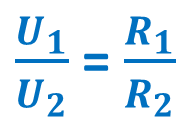 U₁/U₂ = R₁/R₂